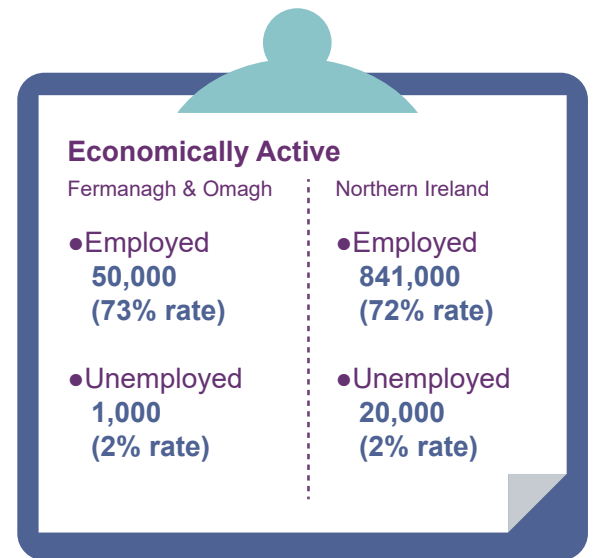 Economically Active
Fermanagh & Omagh
●Employed
50,000
(73% rate)
●Unemployed
1,000
(2% rate)
Northern Ireland
●Employed
841,000
(72% rate)
●Unemployed
20,000
(2% rate)